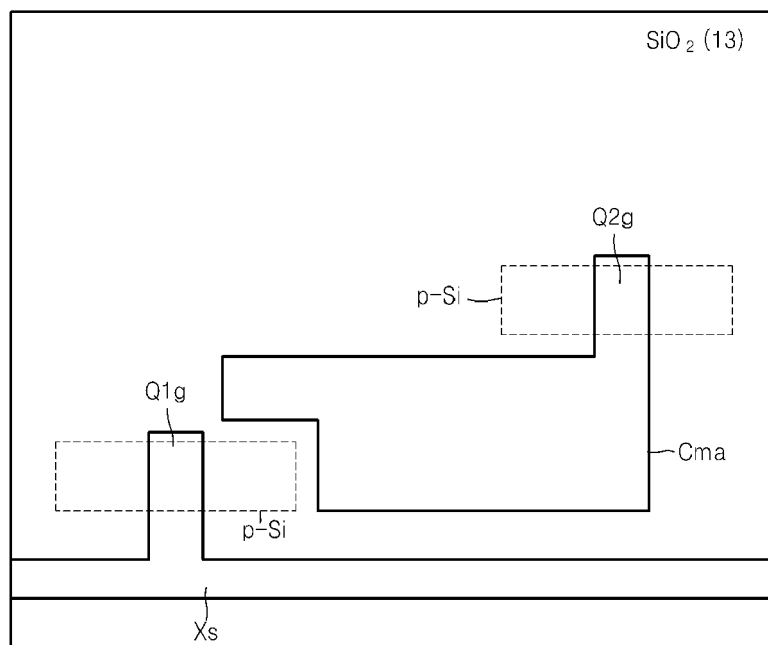 SiO₂ (13)
Q2g
p-Si
Q1g
Cma
p-Si
Xs